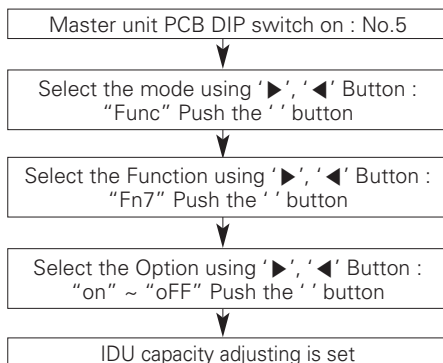 Master unit PCB DIP switch on : No.5
Select the mode using ‘▶’, ‘◀’ Button :
“Func” Push the ‘ ’ button
Select the Function using ‘▶’, ‘◀’ Button :
“Fn7” Push the ‘ ’ button
Select the Option using ‘▶’, ‘◀’ Button :
“on” ~ “oFF” Push the ‘ ’ button
IDU capacity adjusting is set